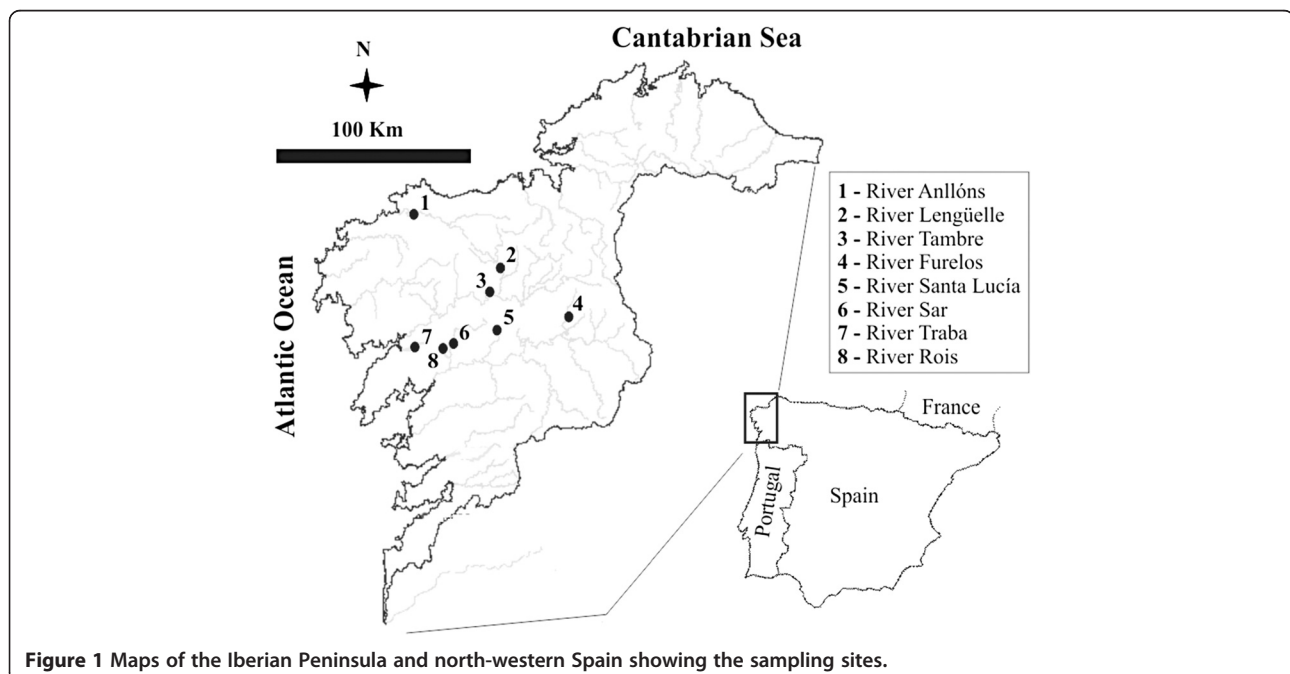 Cantabrian Sea
N
100 Km
Atlantic Ocean
1
2
3
4
5
6
7
8
1 - River Anllóns
2 - River Lengüelle
3 - River Tambre
4 - River Furelos
5 - River Santa Lucía
6 - River Sar
7 - River Traba
8 - River Rois
France
Portugal
Spain
Figure 1 Maps of the Iberian Peninsula and north-western Spain showing the sampling sites.